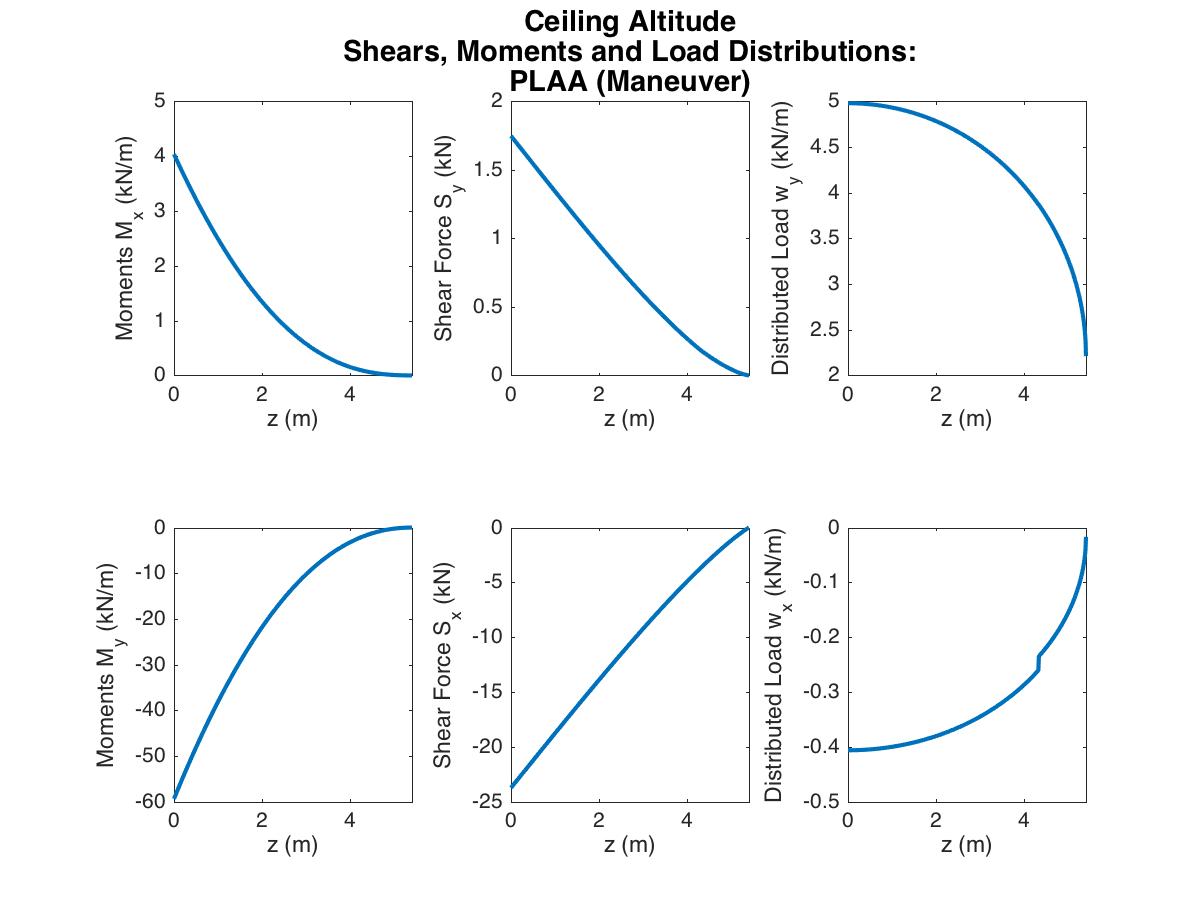 Ceiling Altitude
Shears, Moments and Load Distributions:
PLAA (Maneuver)
Moments M_x (kN/m)
5
4
3
2
1
0
0 2 4
z (m)
Shear Force S_y (kN)
2
1.5
1
0.5
0
0 2 4
z (m)
Distributed Load w_y (kN/m)
5
4.5
4
3.5
3
2.5
2
0 2 4
z (m)
Moments M_y (kN/m)
0
-10
-20
-30
-40
-50
-60
0 2 4
z (m)
Shear Force S_x (kN)
0
-5
-10
-15
-20
-25
0 2 4
z (m)
Distributed Load w_x (kN/m)
0
-0.1
-0.2
-0.3
-0.4
-0.5
0 2 4
z (m)